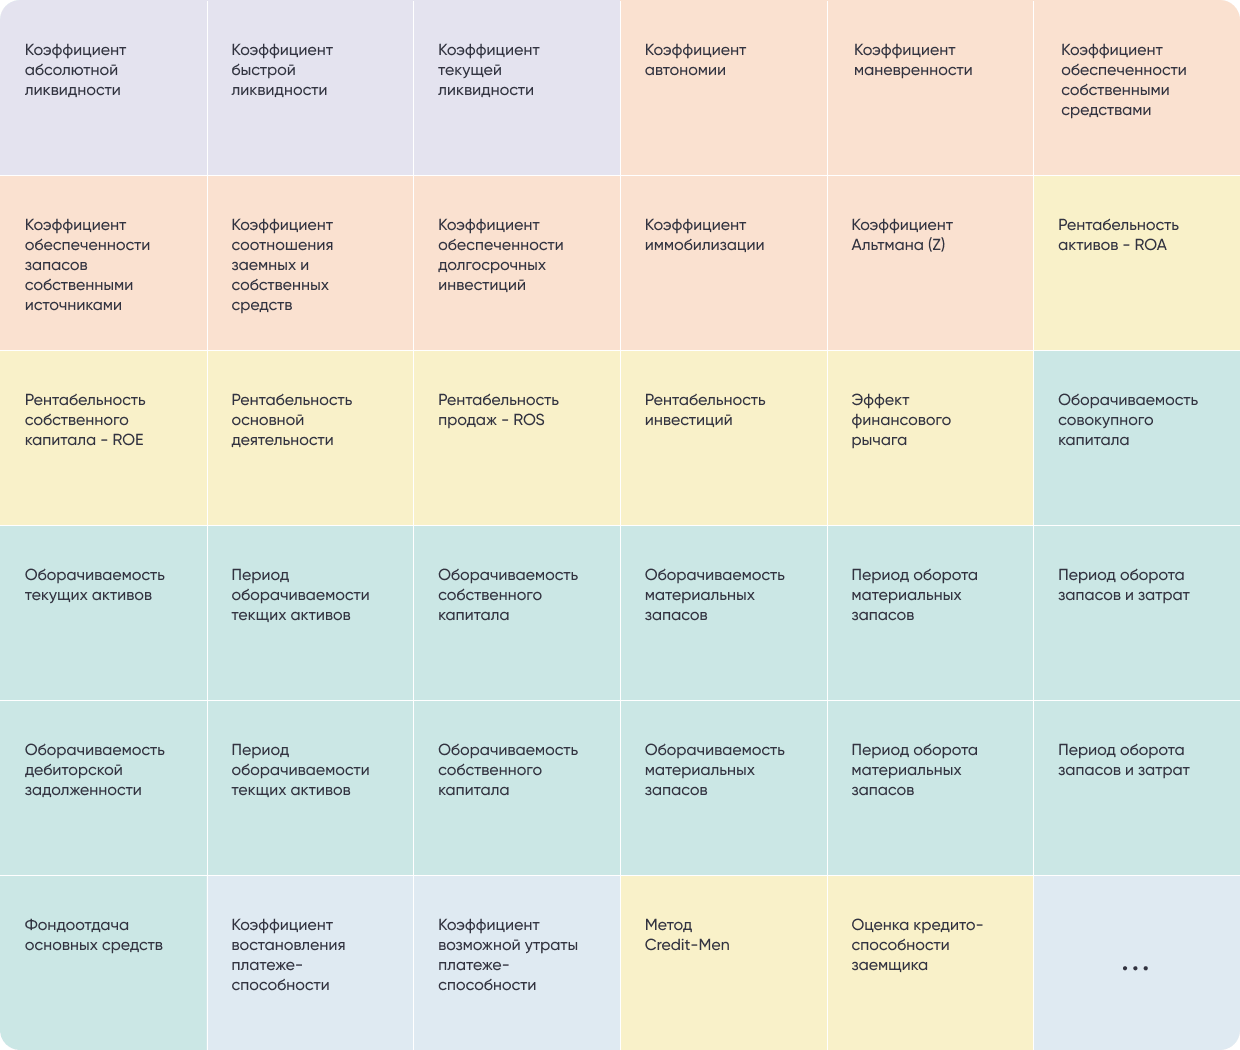 Коэффициент
абсолютной
ликвидности
Коэффициент
быстрой
ликвидности
Коэффициент
текущей
ликвидности
Коэффициент
автономии
Коэффициент
маневренности
Коэффициент
обеспеченности
собственными
средствами
Коэффициент
обеспеченности
запасов
собственными
источниками
Коэффициент
соотношения
заемных и
собственных
средств
Коэффициент
обеспеченности
долгосрочных
инвестиций
Коэффициент
иммобилизации
Коэффициент
Альтмана (Z)
Рентабельность
активов - ROA
Рентабельность
собственного
капитала - ROE
Рентабельность
основной
деятельности
Рентабельность
продаж - ROS
Рентабельность
инвестиций
Эффект
финансового
рычага
Оборачиваемость
совокупного
капитала
Оборачиваемость
текущих активов
Период
оборачиваемости
текщих активов
Оборачиваемость
собственного
капитала
Оборачиваемость
материальных
запасов
Период оборота
материальных
запасов
Период оборота
запасов и затрат
Оборачиваемость
дебиторской
задолженности
Период
оборачиваемости
текщих активов
Оборачиваемость
собственного
капитала
Оборачиваемость
материальных
запасов
Период оборота
материальных
запасов
Период оборота
запасов и затрат
Фондоотдача
основных средств
Коэффициент
востановления
платеже-
способности
Коэффициент
возможной утраты
платеже-
способности
Метод
Credit-Men
Оценка кредито-
способности
заемщика
...